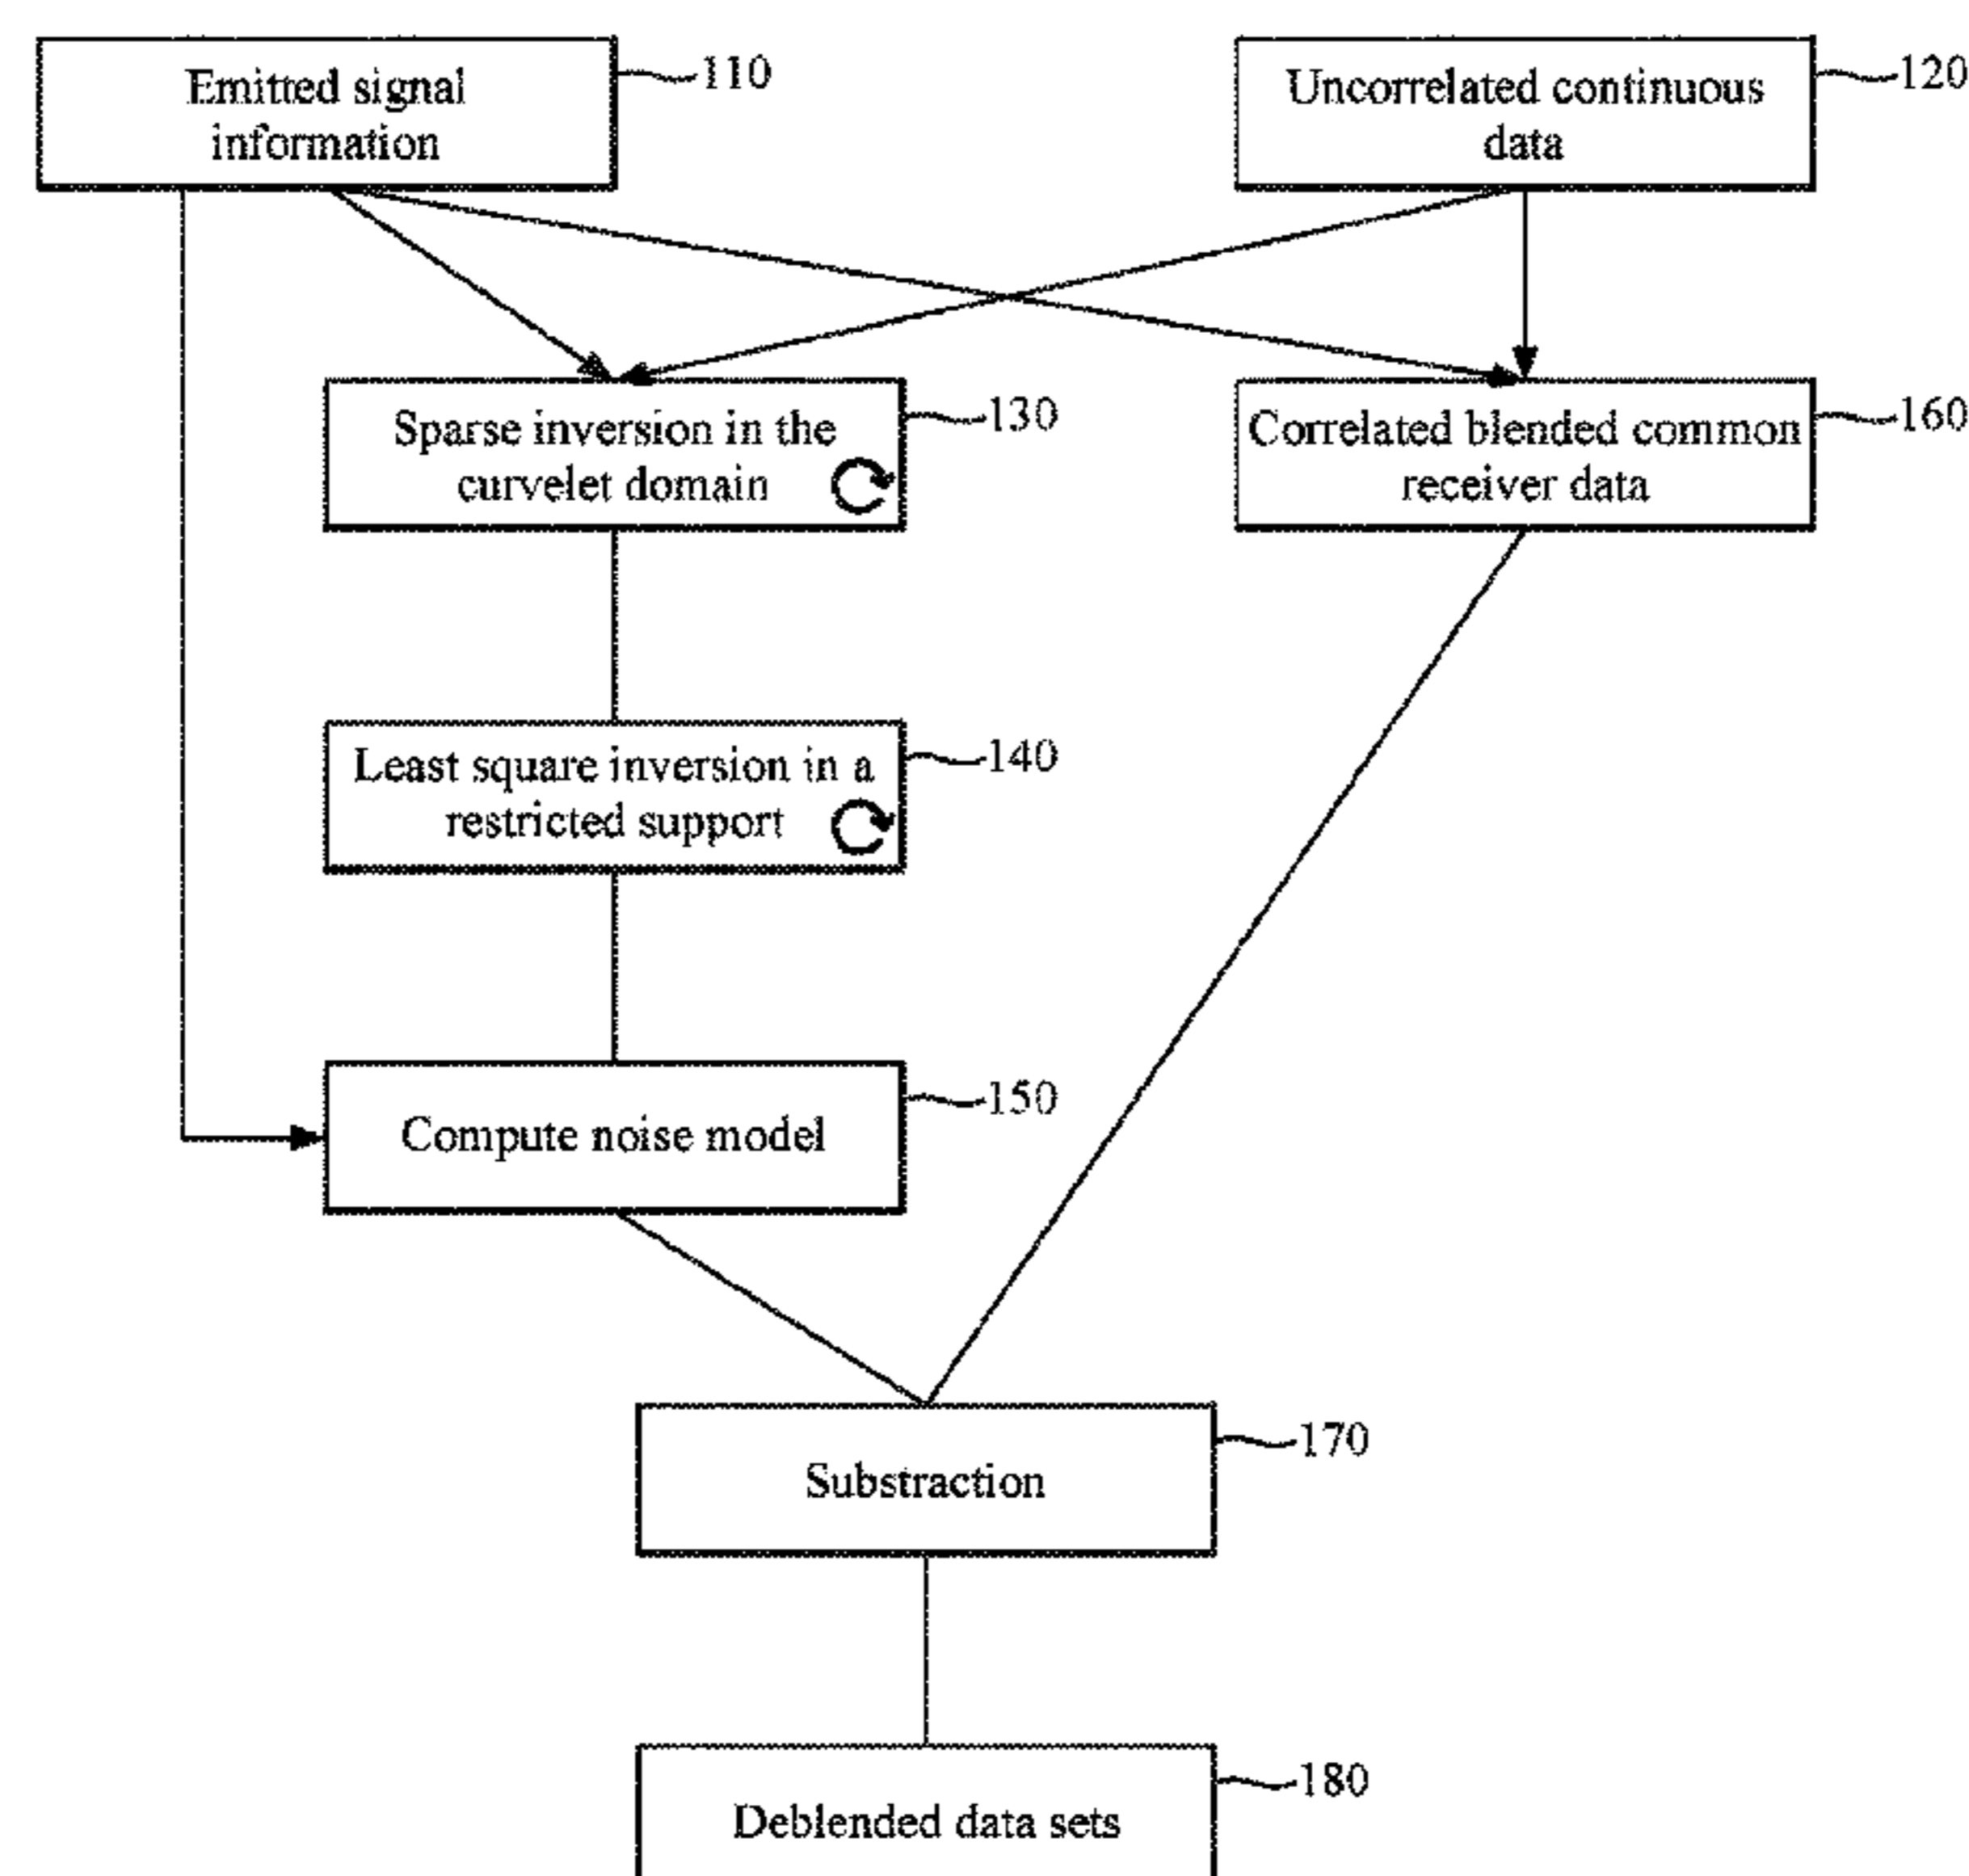 Emitted signal
information
110
Uncorrelated continuous
data
120
Sparse inversion in the
curvelet domain
130
Correlated blended common
receiver data
160
Least square inversion in a
restricted support
140
Compute noise model
150
Substraction
170
Deblended data sets
180